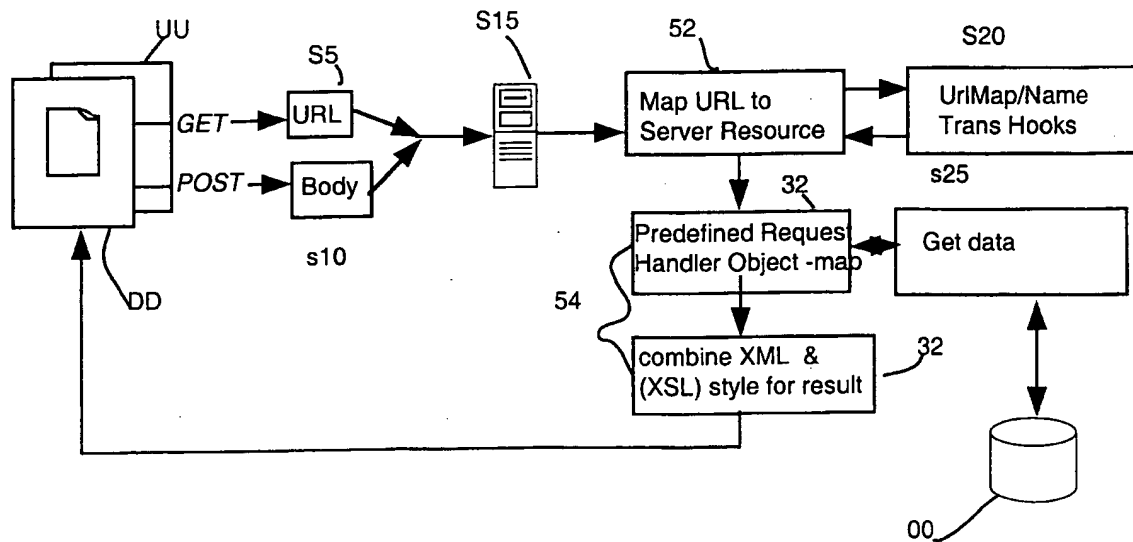 UU
S15
52
S20
S5
GET
URL
Map URL to
Server Resource
UrlMap/Name
Trans Hooks
POST
Body
s10
s25
32
Predefined Request
Handler Object -map
Get data
DD
54
combine XML &
(XSL) style for result
32
00